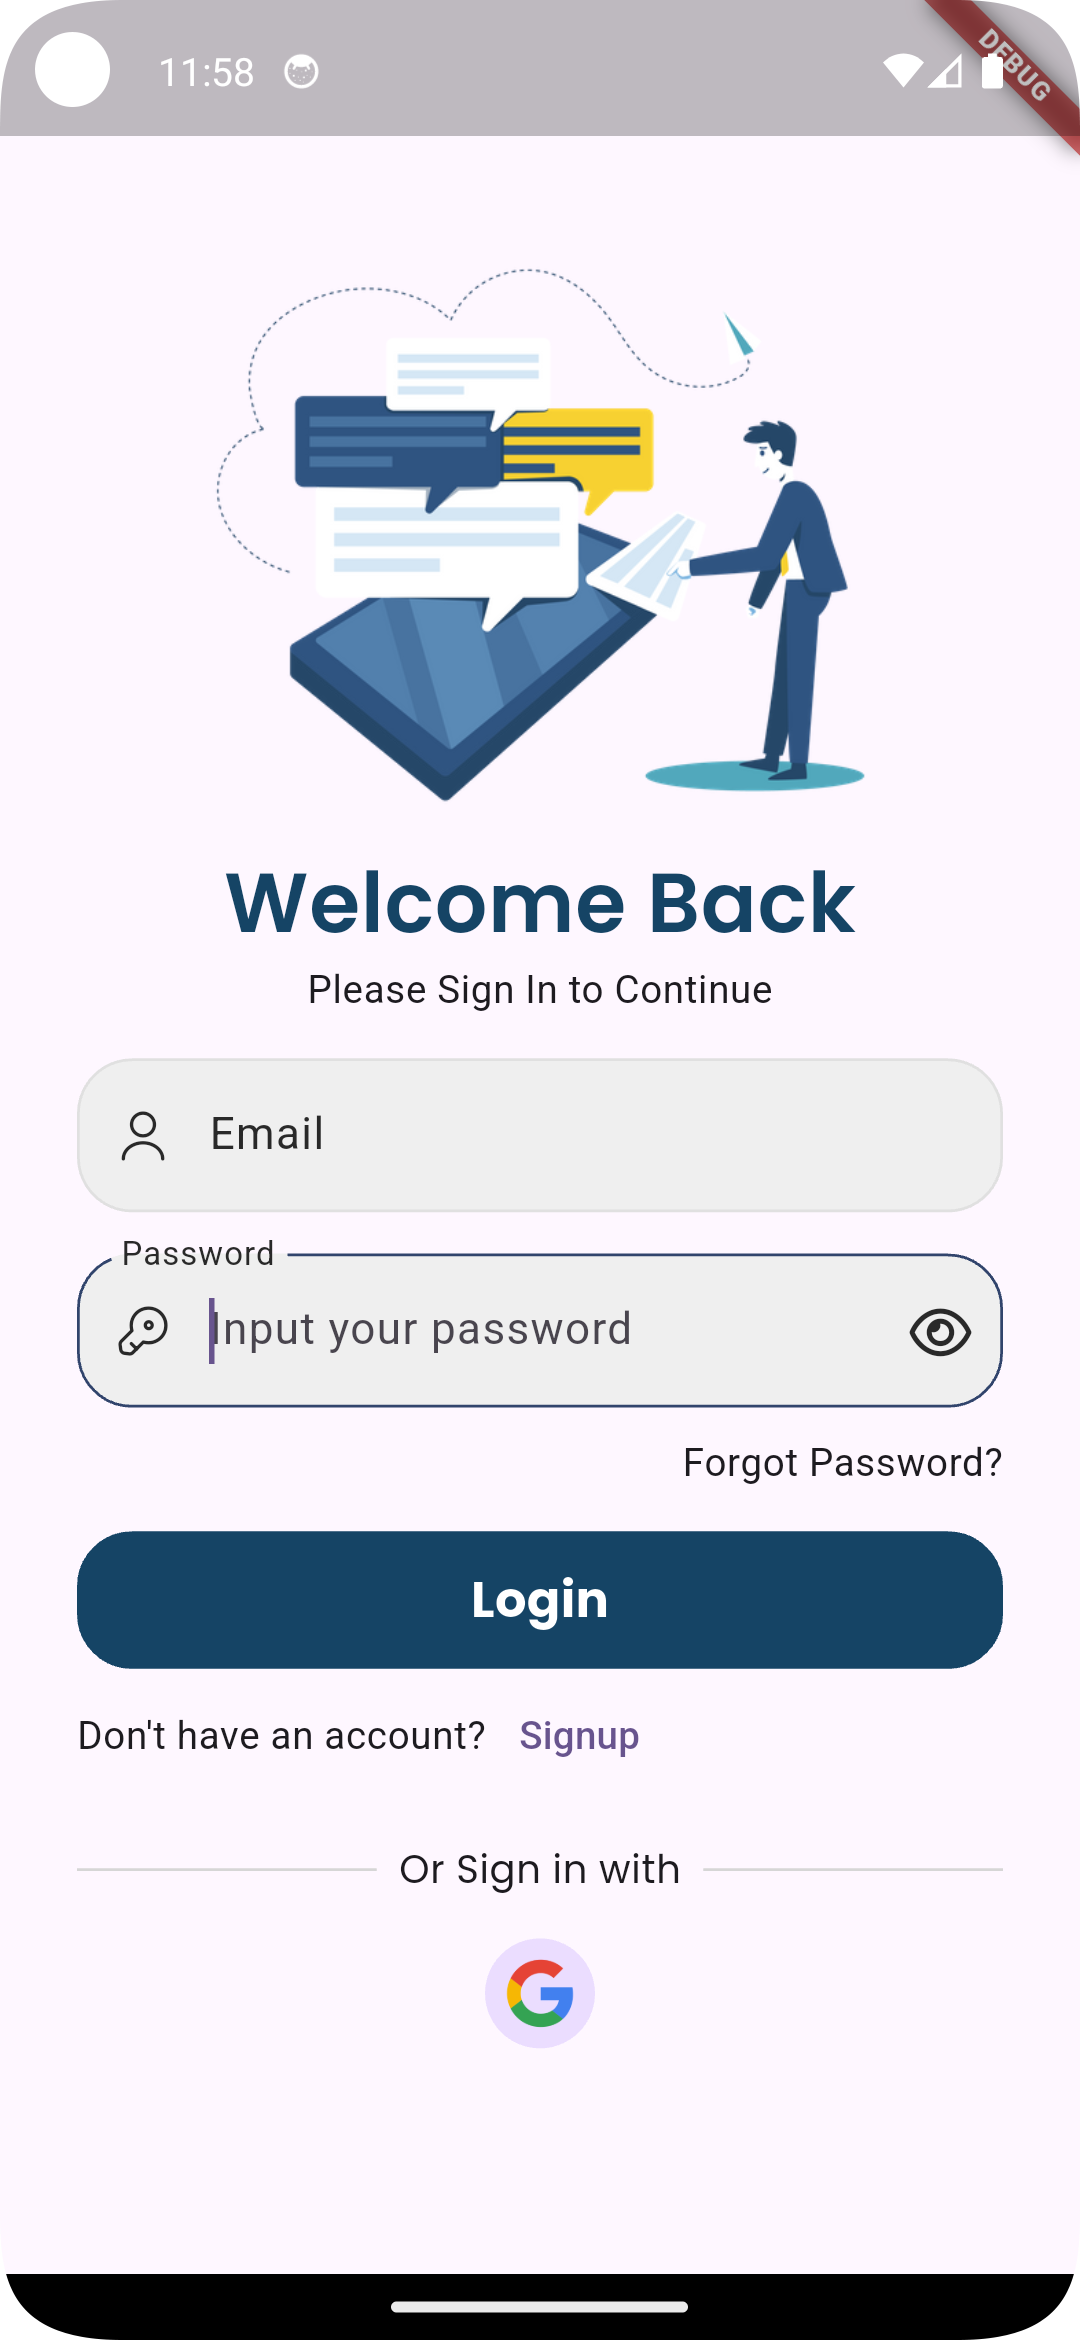 11:58
DEBUG
Welcome Back
Please Sign In to Continue
Email
Password
Input your password
Forgot Password?
Login
Don't have an account? Signup
Or Sign in with
G